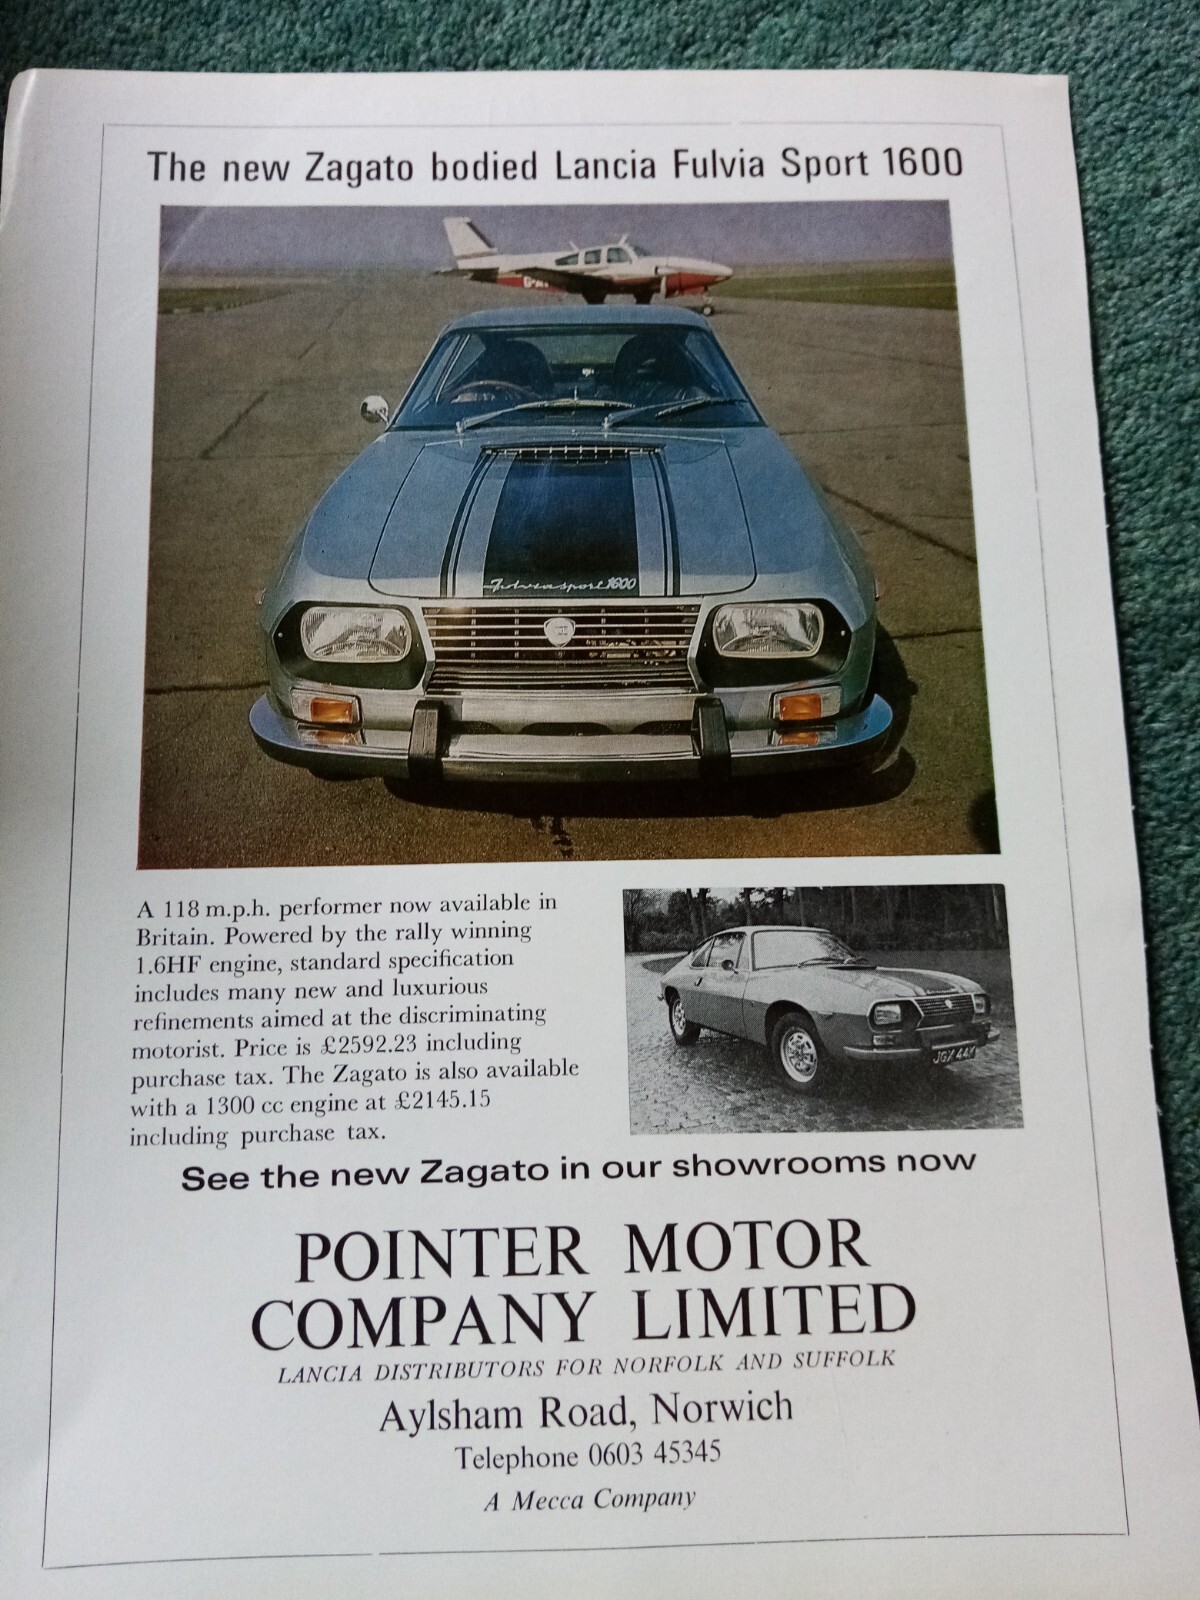 The new Zagato bodied Lancia Fulvia Sport 1600
Fulvia sport 1600
A 118 m.p.h. performer now available in
Britain. Powered by the rally winning
1.6HF engine, standard specification
includes many new and luxurious
refinements aimed at the discriminating
motorist. Price is £2592.23 including
purchase tax. The Zagato is also available
with a 1300 cc engine at £2145.15
including purchase tax.
See the new Zagato in our showrooms now
POINTER MOTOR
COMPANY LIMITED
LANCIA DISTRIBUTORS FOR NORFOLK AND SUFFOLK
Aylsham Road, Norwich
Telephone 0603 45345
A Mecca Company